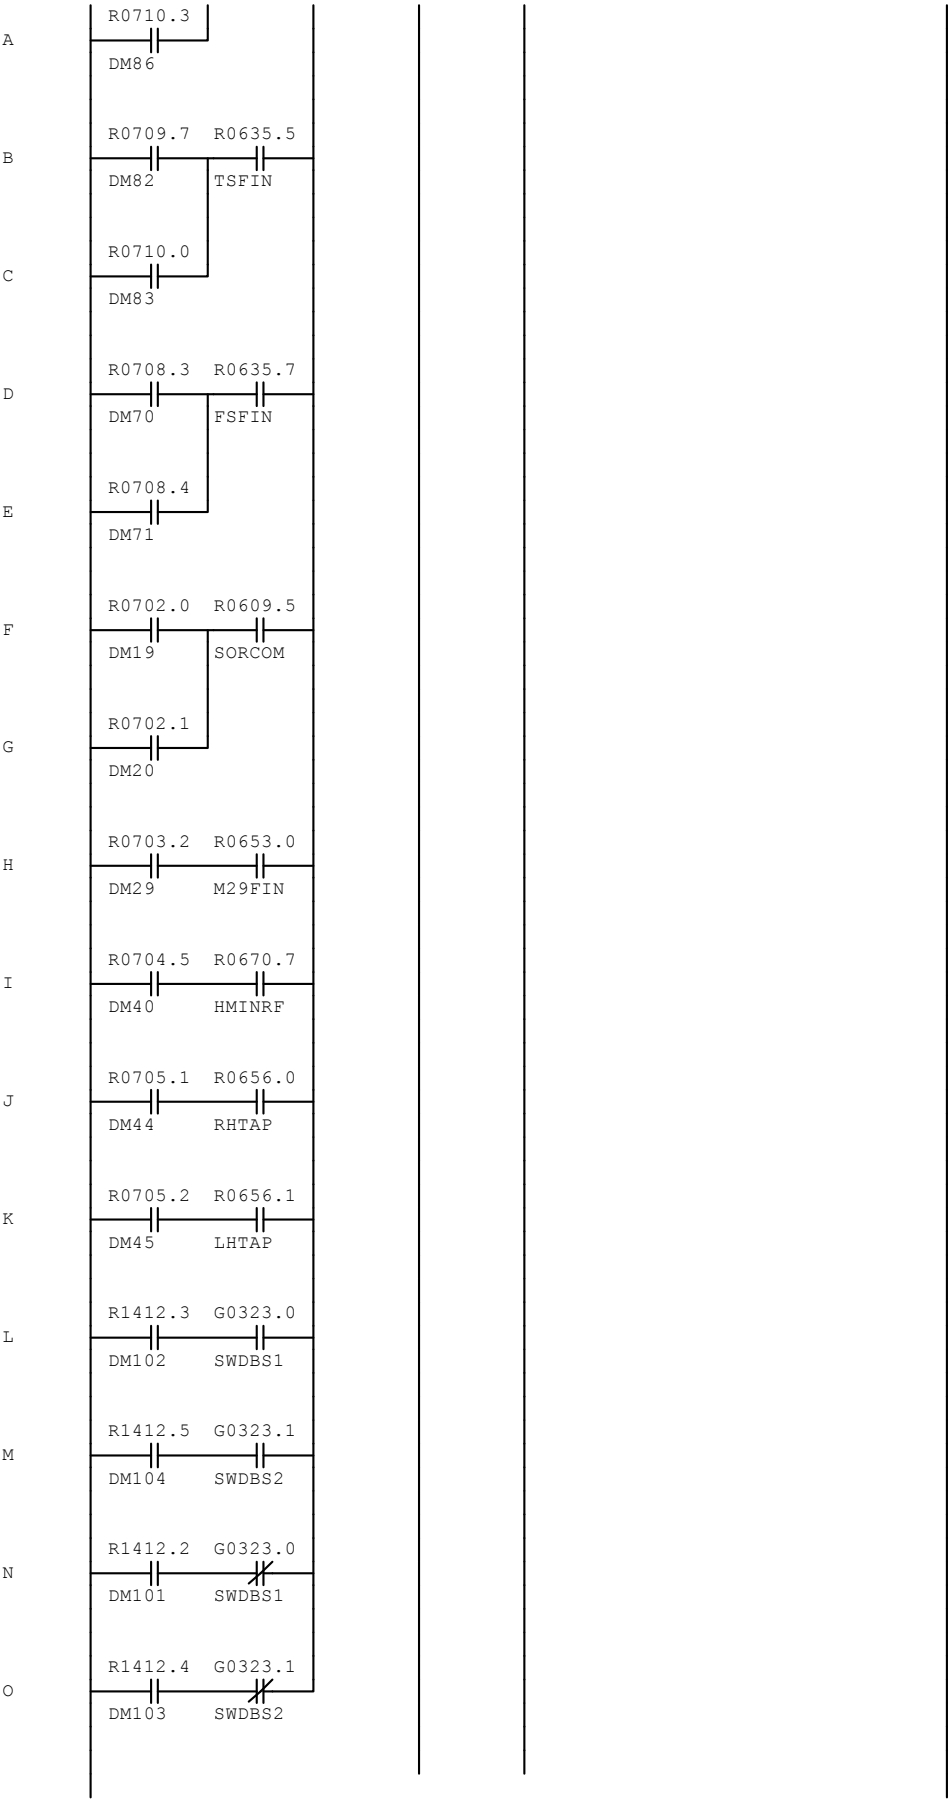 R0710.3
A
DM86
R0709.7 R0635.5
B
DM82 TSFIN
R0710.0
C
DM83
R0708.3 R0635.7
D
DM70 FSFIN
R0708.4
E
DM71
R0702.0 R0609.5
F
DM19 SORCOM
R0702.1
G
DM20
R0703.2 R0653.0
H
DM29 M29FIN
R0704.5 R0670.7
I
DM40 HMINRF
R0705.1 R0656.0
J
DM44 RHTAP
R0705.2 R0656.1
K
DM45 LHTAP
R1412.3 G0323.0
L
DM102 SWDBS1
R1412.5 G0323.1
M
DM104 SWDBS2
R1412.2 G0323.0
N
DM101 SWDBS1
R1412.4 G0323.1
O
DM103 SWDBS2